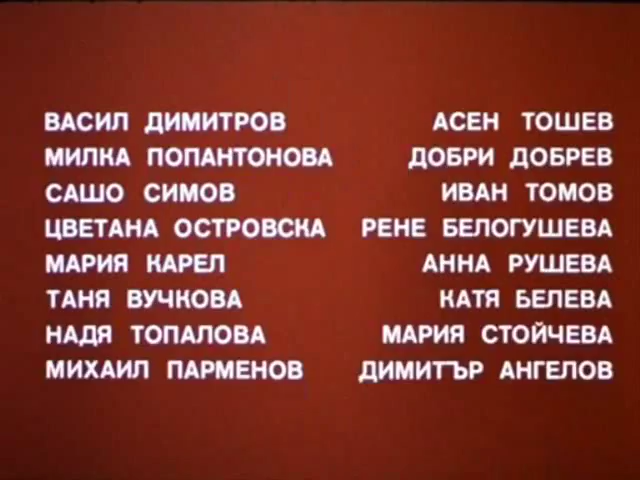 ВАСИЛ ДИМИТРОВ АСЕН ТОШЕВ
МИЛКА ПОПАНТОНОВА ДОБРИ ДОБРЕВ
САШО СИМОВ ИВАН ТОМОВ
ЦВЕТАНА ОСТРОВСКА РЕНЕ БЕЛОГУШЕВА
МАРИЯ КАРЕЛ АННА РУШЕВА
ТАНЯ ВУЧКОВА КАТЯ БЕЛЕВА
НАДЯ ТОПАЛОВА МАРИЯ СТОЙЧЕВА
МИХАИЛ ПАРМЕНОВ ДИМИТЪР АНГЕЛОВ